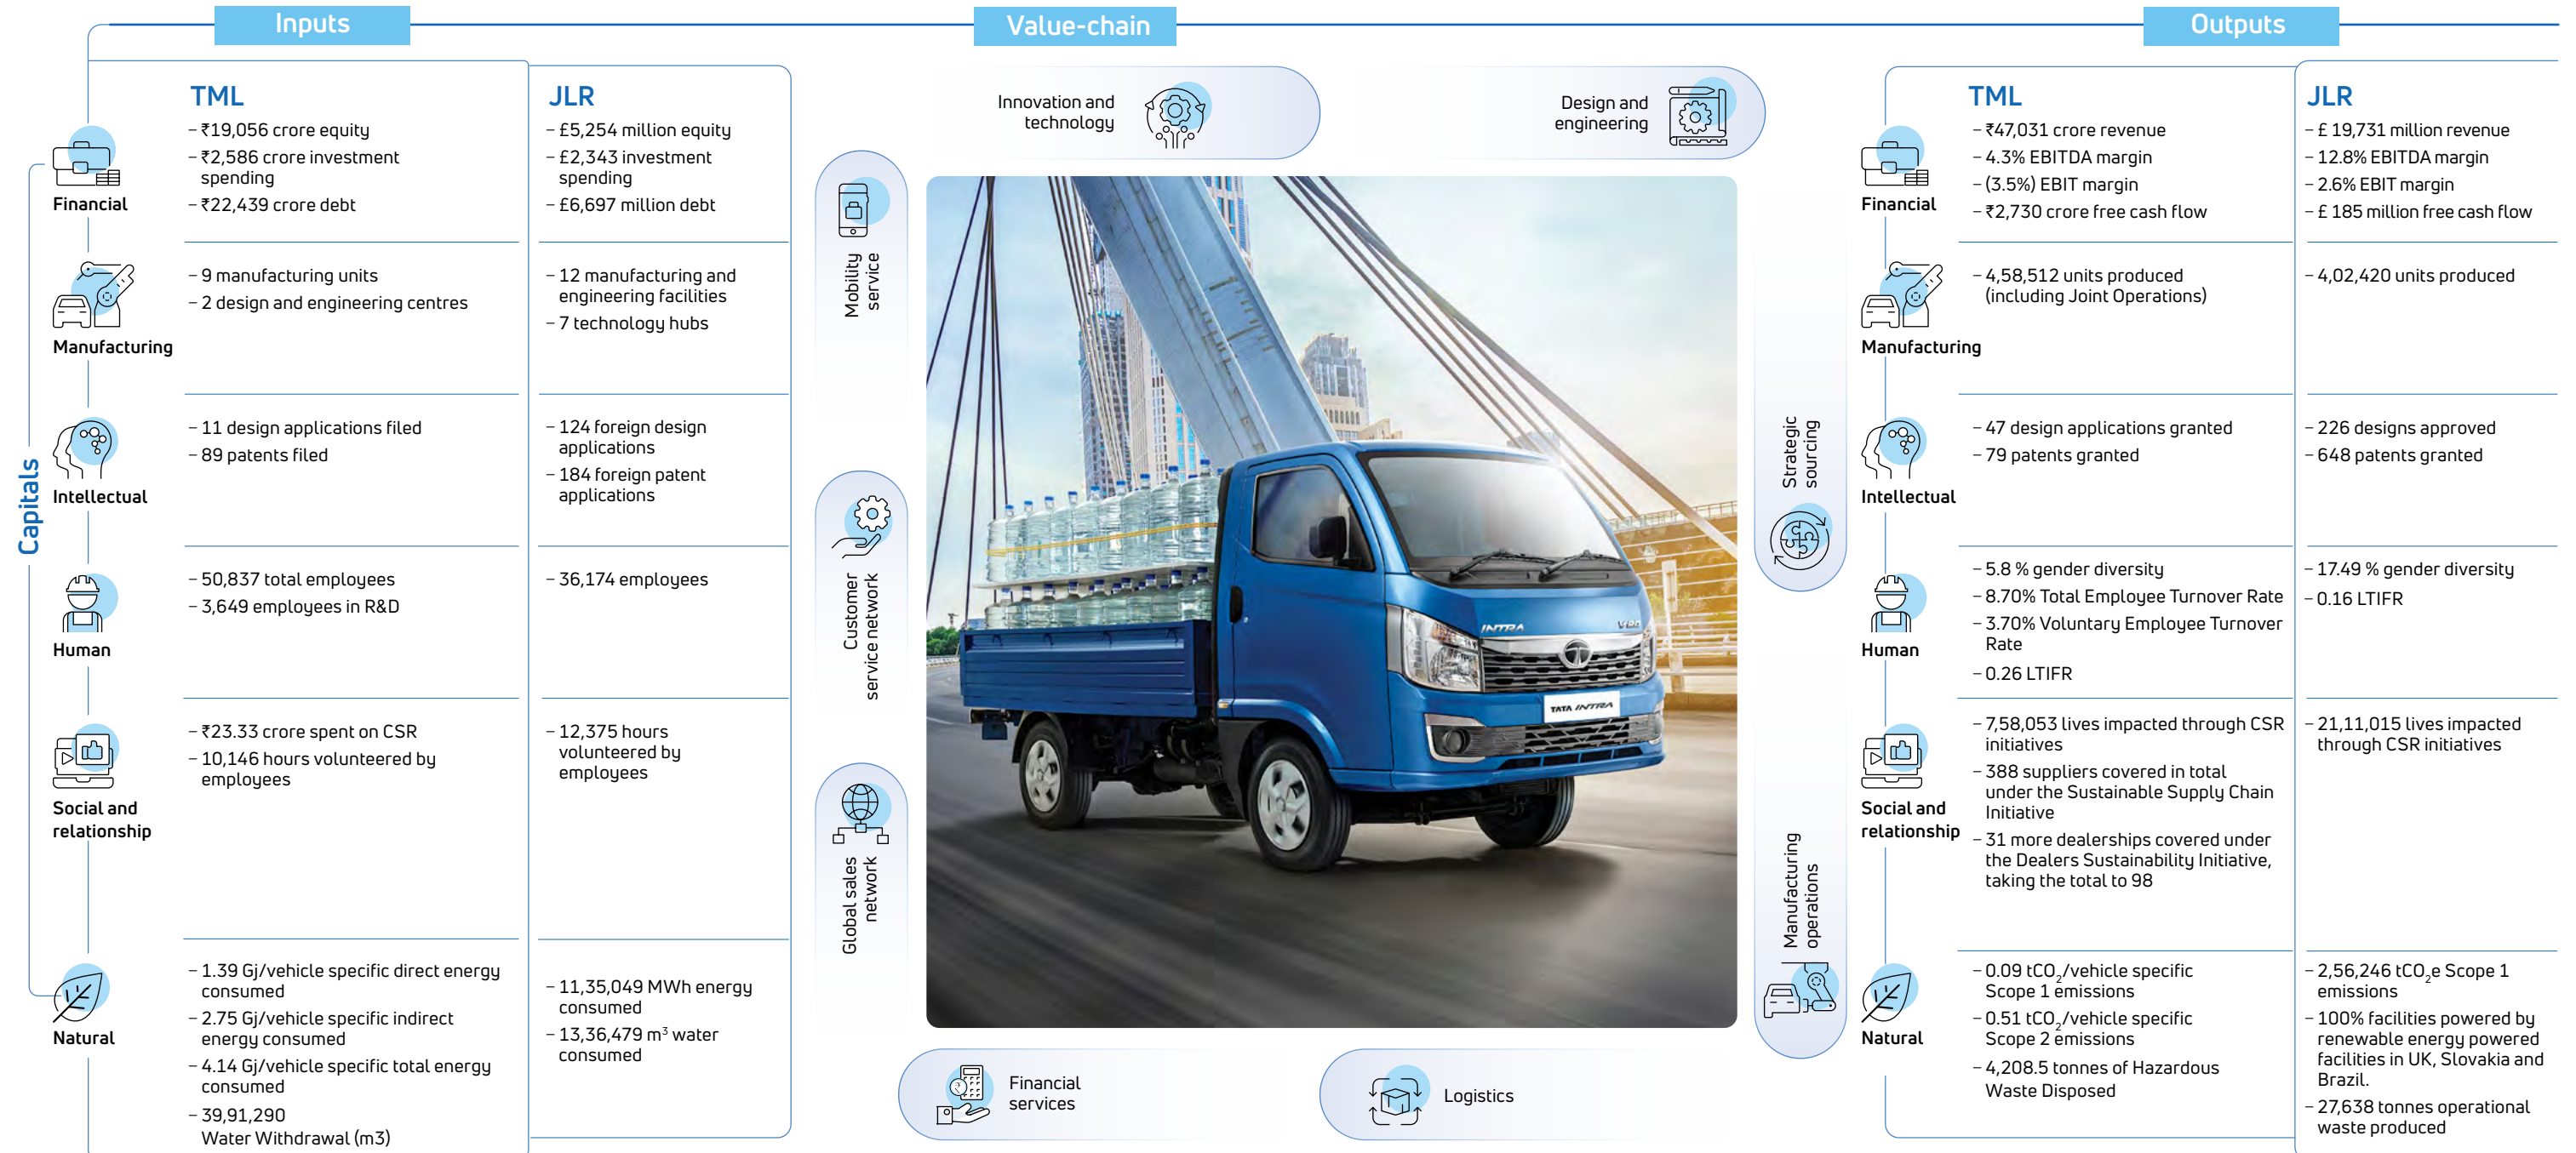 Inputs
Value-chain
Outputs
Capitals
Financial
Manufacturing
Intellectual
Human
Social and
relationship
Natural
TML
– ₹19,056 crore equity
– ₹2,586 crore investment
spending
– ₹22,439 crore debt
– 9 manufacturing units
– 2 design and engineering centres
– 11 design applications filed
– 89 patents filed
– 50,837 total employees
– 3,649 employees in R&D
– ₹23.33 crore spent on CSR
– 10,146 hours volunteered by
employees
– 1.39 Gj/vehicle specific direct energy
consumed
– 2.75 Gj/vehicle specific indirect
energy consumed
– 4.14 Gj/vehicle specific total energy
consumed
– 39,91,290
Water Withdrawal (m3)
JLR
– £5,254 million equity
– £2,343 investment
spending
– £6,697 million debt
– 12 manufacturing and
engineering facilities
– 7 technology hubs
– 124 foreign design
applications
– 184 foreign patent
applications
– 36,174 employees
– 12,375 hours
volunteered by
employees
– 11,35,049 MWh energy
consumed
– 13,36,479 m³ water
consumed
Innovation and
technology
Design and
engineering
Mobility
service
Customer
service network
Global sales
network
Strategic
sourcing
Manufacturing
operations
Financial
services
Logistics
INTRA
TATA INTRA
Financial
Manufacturing
Intellectual
Human
Social and
relationship
Natural
TML
– ₹47,031 crore revenue
– 4.3% EBITDA margin
– (3.5%) EBIT margin
– ₹2,730 crore free cash flow
– 4,58,512 units produced
(including Joint Operations)
– 47 design applications granted
– 79 patents granted
– 5.8 % gender diversity
– 8.70% Total Employee Turnover Rate
– 3.70% Voluntary Employee Turnover
Rate
– 0.26 LTIFR
– 7,58,053 lives impacted through CSR
initiatives
– 388 suppliers covered in total
under the Sustainable Supply Chain
Initiative
– 31 more dealerships covered under
the Dealers Sustainability Initiative,
taking the total to 98
– 0.09 tCO₂/vehicle specific
Scope 1 emissions
– 0.51 tCO₂/vehicle specific
Scope 2 emissions
– 4,208.5 tonnes of Hazardous
Waste Disposed
JLR
– £ 19,731 million revenue
– 12.8% EBITDA margin
– 2.6% EBIT margin
– £ 185 million free cash flow
– 4,02,420 units produced
– 226 designs approved
– 648 patents granted
– 17.49 % gender diversity
– 0.16 LTIFR
– 21,11,015 lives impacted
through CSR initiatives
– 2,56,246 tCO₂e Scope 1
emissions
– 100% facilities powered by
renewable energy powered
facilities in UK, Slovakia and
Brazil.
– 27,638 tonnes operational
waste produced